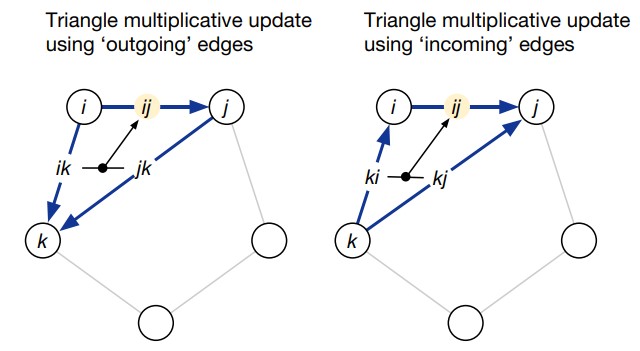 Triangle multiplicative update
using ‘outgoing’ edges
i
ij
j
ik
jk
k
Triangle multiplicative update
using ‘incoming’ edges
i
ij
j
ki
kj
k